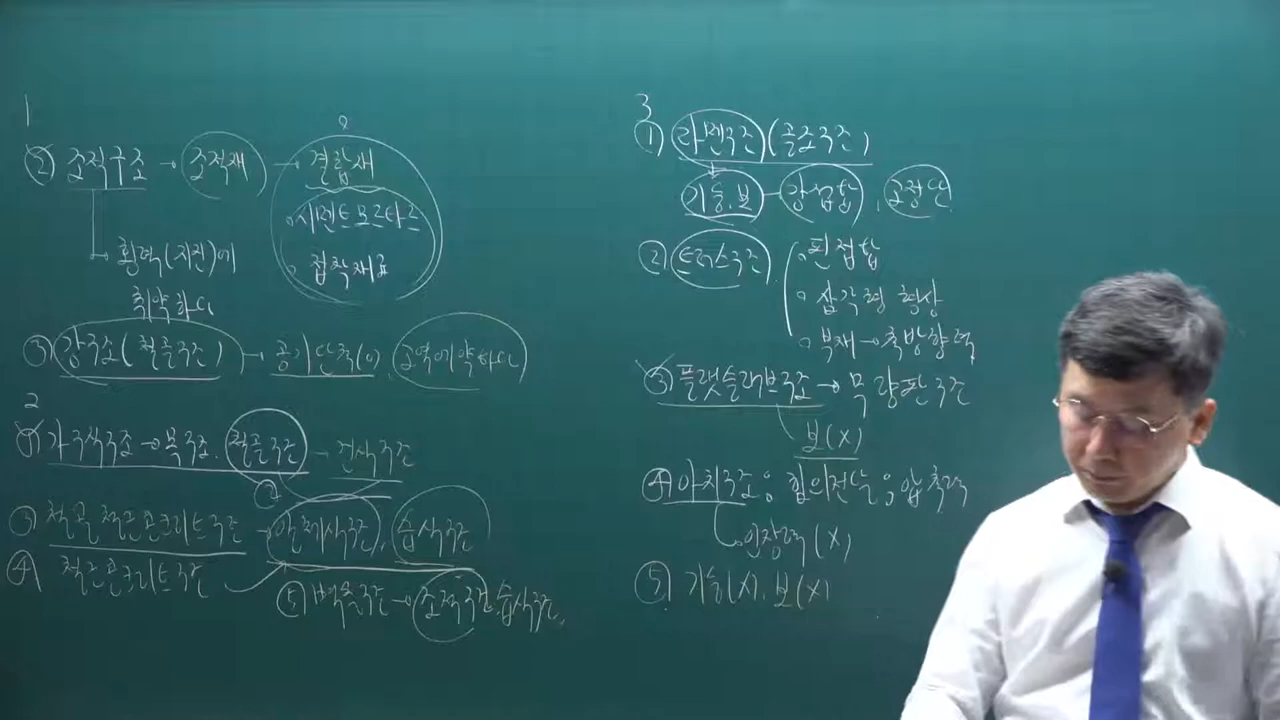 1
② 조적구조 → 조적재 → 결합재
시멘트 모르타르
접착재료
횡력(지진)에
취약하다
③ 강구조(철골구조) → 공기단축(o), 고열에 약하다
2
① 가구식구조 → 목구조, 철골구조 - 건식구조
③ 철골 철근콘크리트구조 → 일체식구조, 습식구조
④ 철근콘크리트구조
⑤ 벽돌구조 → 조적구조, 습식구조,
3
① 라멘구조(골조구조)
기둥, 보 - 강접합, 고정단
② 트러스구조
핀접합
삼각형 형상
부재 → 축방향력
③ 플랫슬래브구조 → 무량판구조
보(x)
④ 아치구조; 힘의전달; 압축력
인장력(x)
⑤ 기둥(x), 보(x)